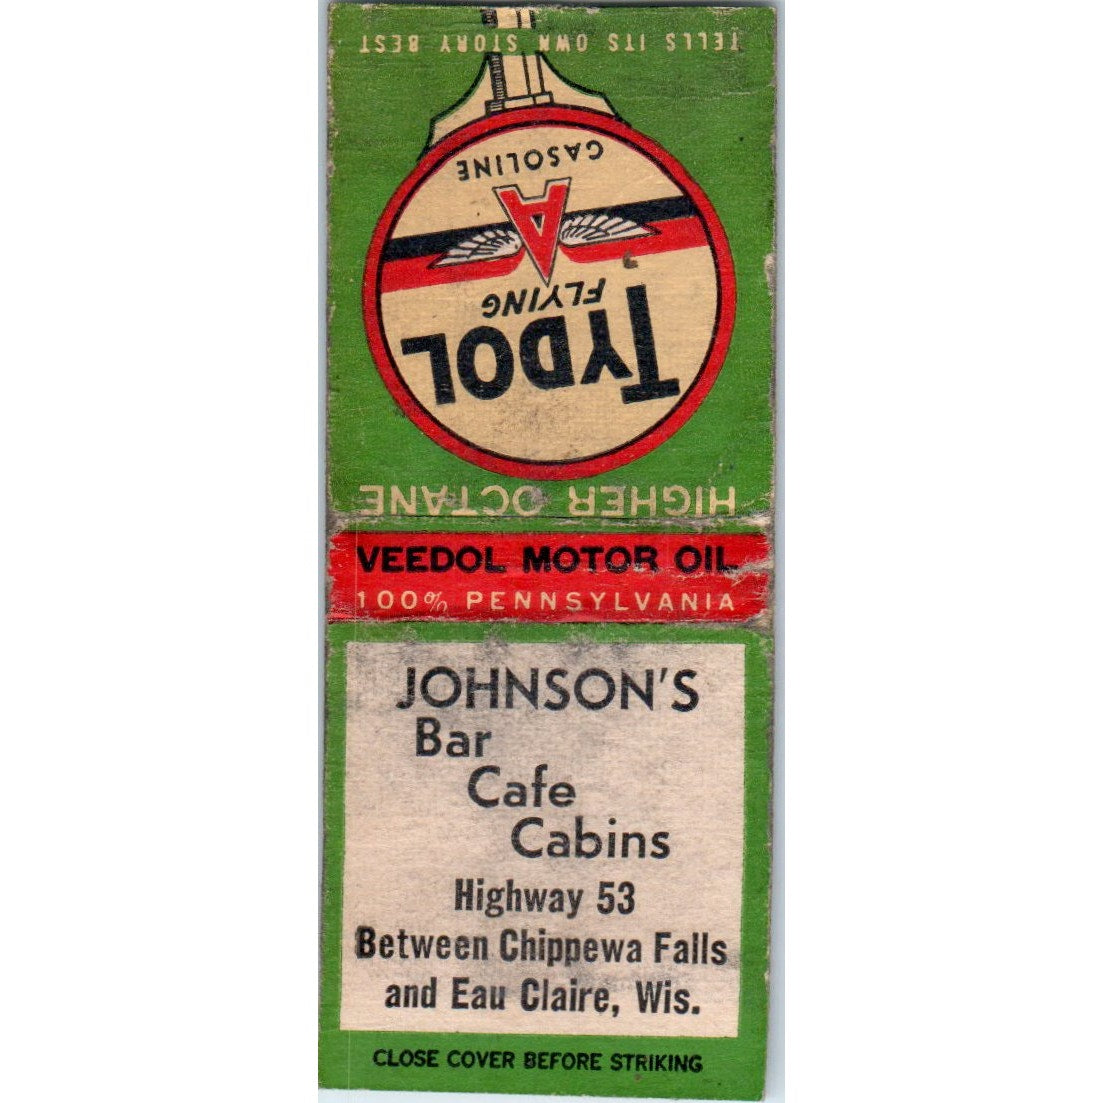 HIGHER OCTANE
TYDOL
FLYING
A
GASOLINE
TELLS ITS OWN STORY BEST
VEEDOL MOTOR OIL
100% PENNSYLVANIA
JOHNSON'S
Bar
Cafe
Cabins
Highway 53
Between Chippewa Falls
and Eau Claire, Wis.
CLOSE COVER BEFORE STRIKING